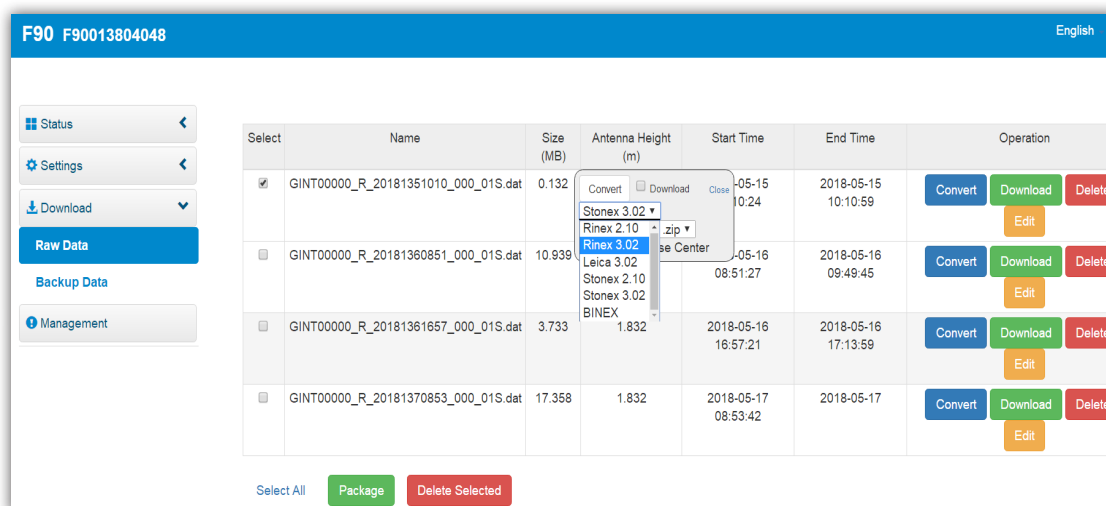 F90 F90013804048
English
Status
Settings
Download
Raw Data
Backup Data
Management
Select Name Size (MB) Antenna Height (m) Start Time End Time Operation
GINT00000_R_20181351010_000_01S.dat 0.132 -05-15 10:24 2018-05-15 10:10:59 Convert Download Delete Edit
Convert Download Close
Stonex 3.02
.zip
se Center
Rinex 2.10
Rinex 3.02
Leica 3.02
Stonex 2.10
Stonex 3.02
BINEX
GINT00000_R_20181360851_000_01S.dat 10.939 -05-16 08:51:27 2018-05-16 09:49:45 Convert Download Delete Edit
GINT00000_R_20181361657_000_01S.dat 3.733 1.832 2018-05-16 16:57:21 2018-05-16 17:13:59 Convert Download Delete Edit
GINT00000_R_20181370853_000_01S.dat 17.358 1.832 2018-05-17 08:53:42 2018-05-17 Convert Download Delete Edit
Select All Package Delete Selected